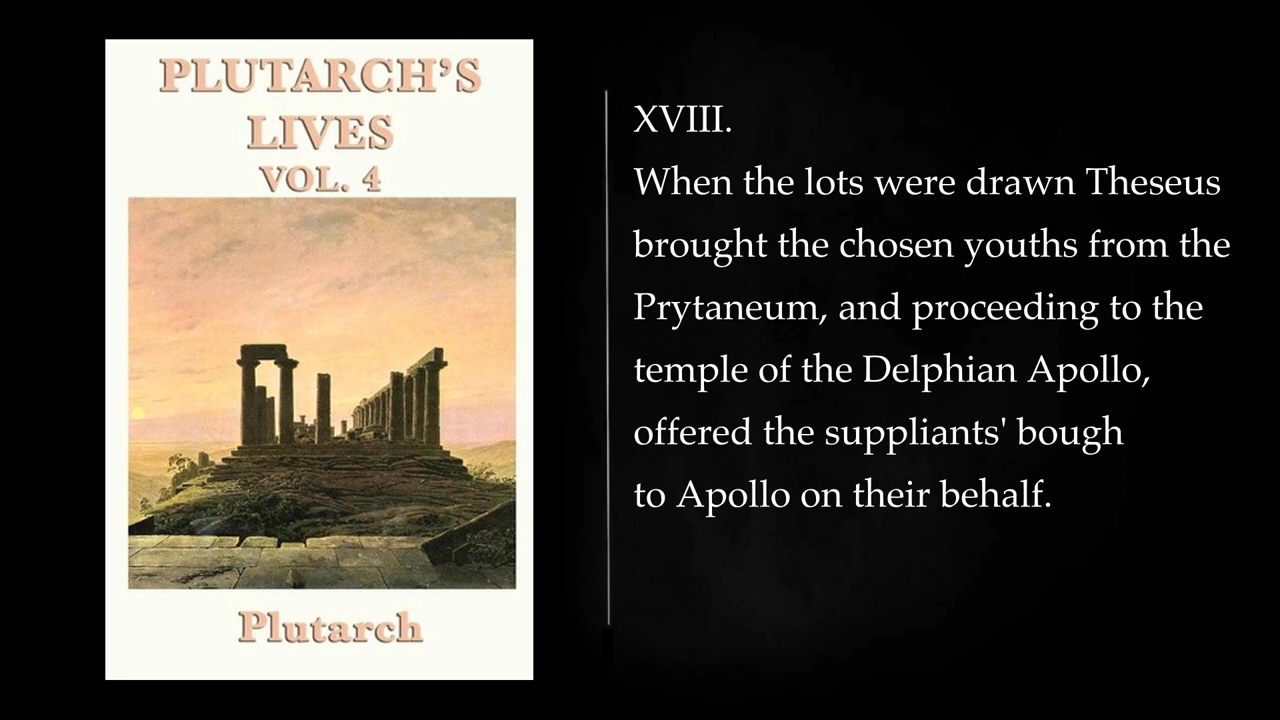 PLUTARCH'S
LIVES
VOL. 4
Plutarch
XVIII.
When the lots were drawn Theseus
brought the chosen youths from the
Prytaneum, and proceeding to the
temple of the Delphian Apollo,
offered the suppliants' bough
to Apollo on their behalf.